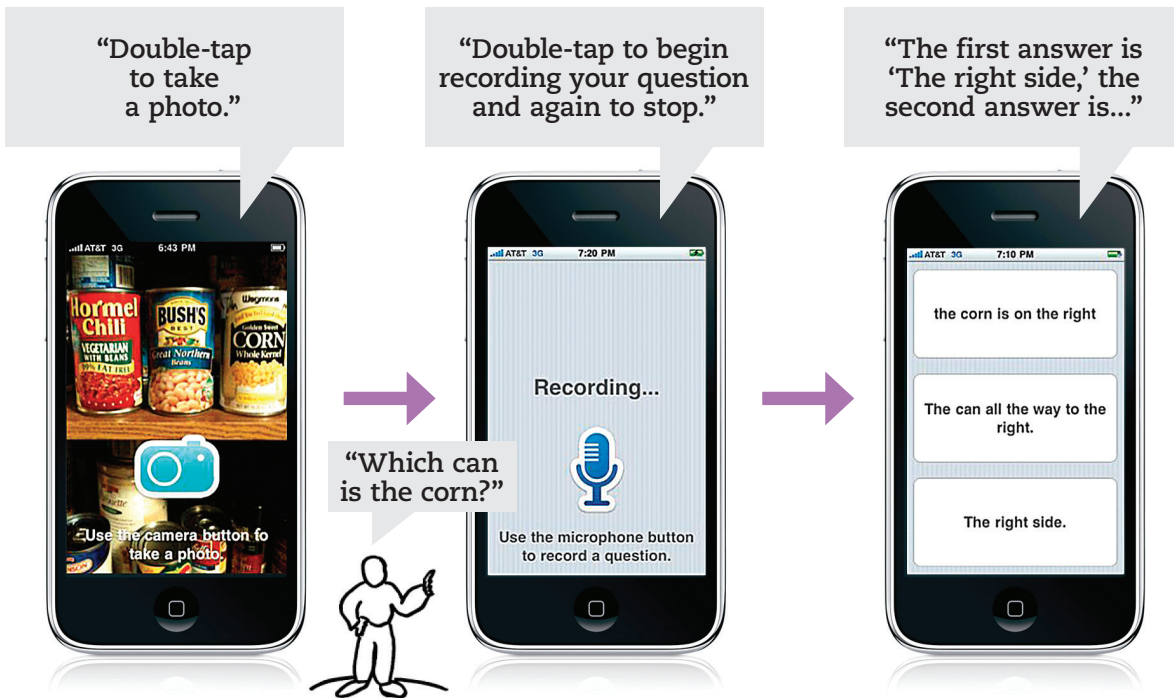 “Double-tap
to take
a photo.”
“Double-tap to begin
recording your question
and again to stop.”
“The first answer is
‘The right side,’ the
second answer is...”
AT&T 3G 6:43 PM
Hormel
Chili
VEGETARIAN
WITH BEANS
99% FAT FREE
BUSH'S
BEST
Great Northern
Beans
Wegmans
Golden Sweet
CORN
Whole Kernel
Use the camera button to
take a photo.
“Which can
is the corn?”
AT&T 3G 7:20 PM
Recording...
Use the microphone button
to record a question.
AT&T 3G 7:10 PM
the corn is on the right
The can all the way to the
right.
The right side.